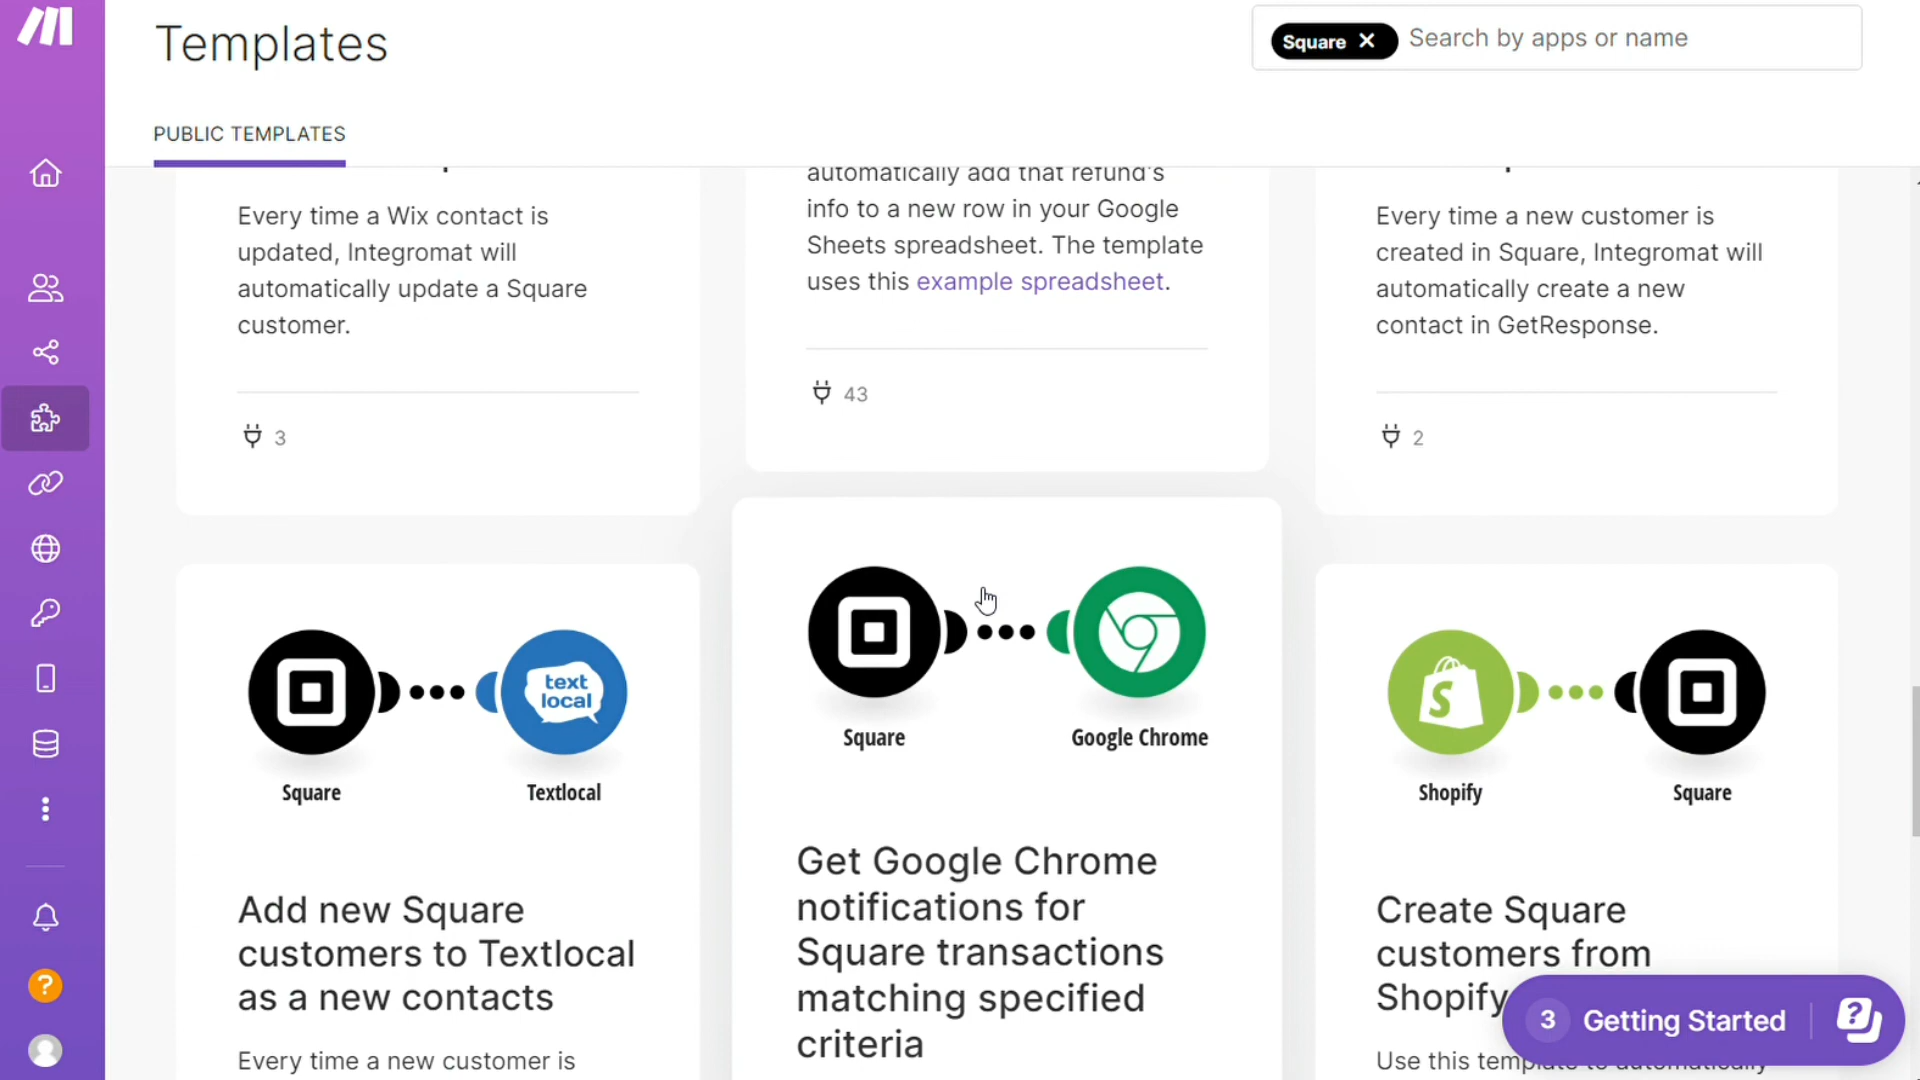 Templates
Square ✕ Search by apps or name
PUBLIC TEMPLATES
Every time a Wix contact is
updated, Integromat will
automatically update a Square
customer.
3
automatically add that refund's
info to a new row in your Google
Sheets spreadsheet. The template
uses this example spreadsheet.
43
Every time a new customer is
created in Square, Integromat will
automatically create a new
contact in GetResponse.
2
text
local
Square Textlocal
Add new Square
customers to Textlocal
as a new contacts
Every time a new customer is
Square Google Chrome
Get Google Chrome
notifications for
Square transactions
matching specified
criteria
Shopify Square
Create Square
customers from
Shopify
Use this template to automatically
3 Getting Started